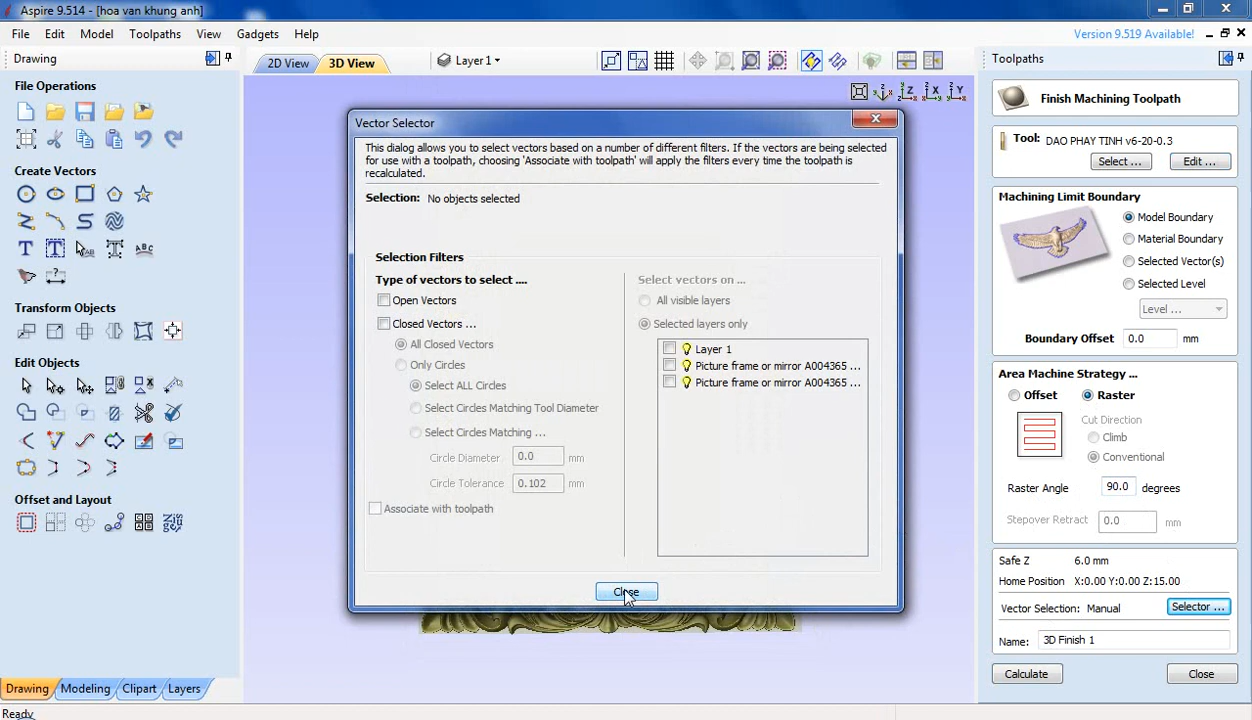 Aspire 9.514 - [hoa van khung anh]
File Edit Model Toolpaths View Gadgets Help
Version 9.519 Available!
Drawing
File Operations
Create Vectors
Transform Objects
Edit Objects
Offset and Layout
Drawing Modeling Clipart Layers
Ready
2D View 3D View Layer 1
Vector Selector
This dialog allows you to select vectors based on a number of different filters. If the vectors are being selected
for use with a toolpath, choosing 'Associate with toolpath' will apply the filters every time the toolpath is
recalculated.
Selection: No objects selected
Selection Filters
Type of vectors to select ....
Open Vectors
Closed Vectors ...
All Closed Vectors
Only Circles
Select ALL Circles
Select Circles Matching Tool Diameter
Select Circles Matching ...
Circle Diameter 0.0 mm
Circle Tolerance 0.102 mm
Associate with toolpath
Select vectors on ...
All visible layers
Selected layers only
Layer 1
Picture frame or mirror A004365 ...
Picture frame or mirror A004365 ...
Close
Toolpaths
Finish Machining Toolpath
Tool: DAO PHAY TINH v6-20-0.3
Select ... Edit ...
Machining Limit Boundary
Model Boundary
Material Boundary
Selected Vector(s)
Selected Level
Level ...
Boundary Offset 0.0 mm
Area Machine Strategy ...
Offset Raster
Cut Direction
Climb
Conventional
Raster Angle 90.0 degrees
Stepover Retract 0.0 mm
Safe Z 6.0 mm
Home Position X:0.00 Y:0.00 Z:15.00
Vector Selection: Manual Selector ...
Name: 3D Finish 1
Calculate Close